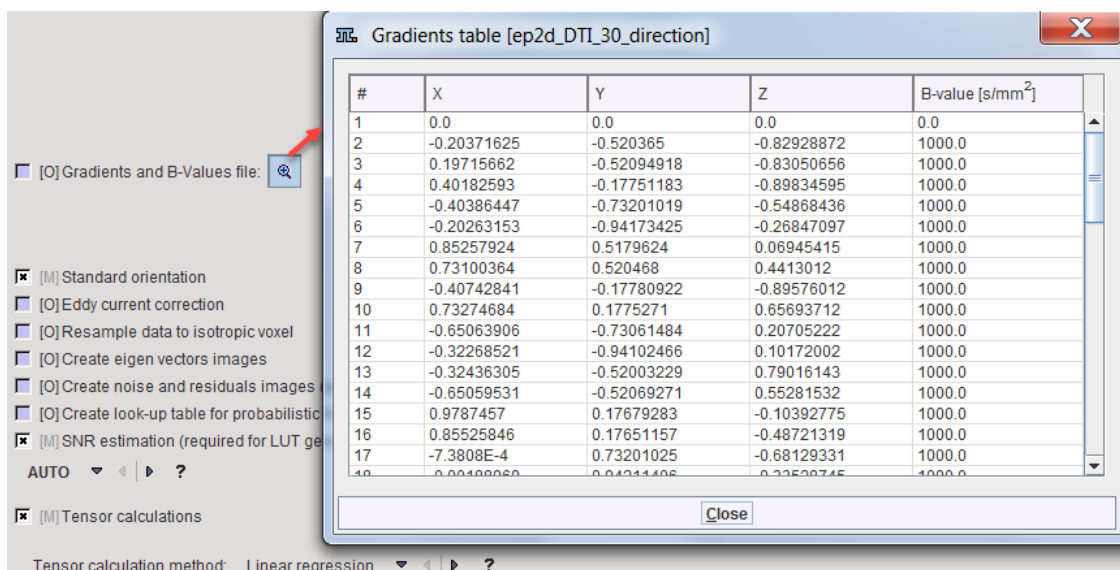 Gradients table [ep2d_DTI_30_direction]
# X Y Z B-value [s/mm²]
1 0.0 0.0 0.0 0.0
2 -0.20371625 -0.520365 -0.82928872 1000.0
3 0.19715662 -0.52094918 -0.83050656 1000.0
4 0.40182593 -0.17751183 -0.89834595 1000.0
5 -0.40386447 -0.73201019 -0.54868436 1000.0
6 -0.20263153 -0.94173425 -0.26847097 1000.0
7 0.85257924 0.5179624 0.06945415 1000.0
8 0.73100364 0.520468 0.4413012 1000.0
9 -0.40742841 -0.17780922 -0.89576012 1000.0
10 0.73274684 0.1775271 0.65693712 1000.0
11 -0.65063906 -0.73061484 0.20705222 1000.0
12 -0.32268521 -0.94102466 0.10172002 1000.0
13 -0.32436305 -0.52003229 0.79016143 1000.0
14 -0.65059531 -0.52069271 0.55281532 1000.0
15 0.9787457 0.17679283 -0.10392775 1000.0
16 0.85525846 0.17651157 -0.48721319 1000.0
17 -7.3808E-4 0.73201025 -0.68129331 1000.0
Close
[O] Gradients and B-Values file:
[M] Standard orientation
[O] Eddy current correction
[O] Resample data to isotropic voxel
[O] Create eigen vectors images
[O] Create noise and residuals images
[O] Create look-up table for probabilistic
[M] SNR estimation (required for LUT ge
AUTO ?
[M] Tensor calculations
Tensor calculation method: Linear regression ?